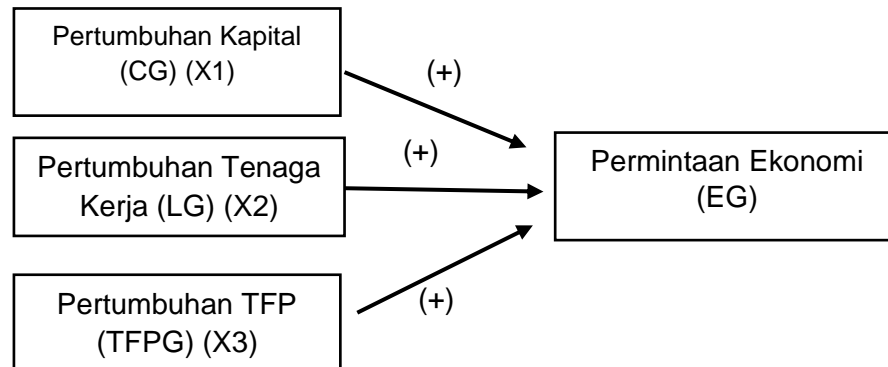 Pertumbuhan Kapital
(CG) (X1)
(+)
Pertumbuhan Tenaga
Kerja (LG) (X2)
(+)
Permintaan Ekonomi
(EG)
Pertumbuhan TFP
(TFPG) (X3)
(+)